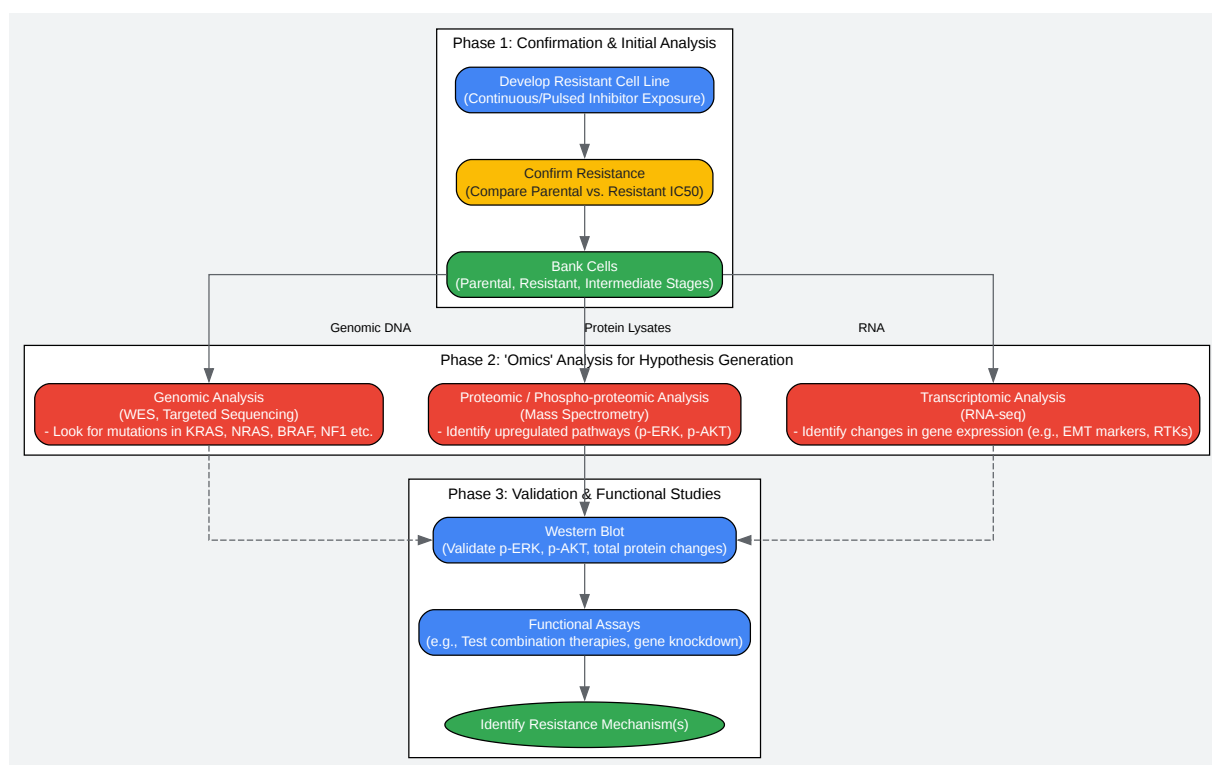 Phase 1: Confirmation & Initial Analysis
Develop Resistant Cell Line
(Continuous/Pulsed Inhibitor Exposure)
Confirm Resistance
(Compare Parental vs. Resistant IC50)
Bank Cells
(Parental, Resistant, Intermediate Stages)
Genomic DNA
Protein Lysates
RNA
Phase 2: 'Omics' Analysis for Hypothesis Generation
Genomic Analysis
(WES, Targeted Sequencing)
- Look for mutations in KRAS, NRAS, BRAF, NF1 etc.
Proteomic / Phospho-proteomic Analysis
(Mass Spectrometry)
- Identify upregulated pathways (p-ERK, p-AKT)
Transcriptomic Analysis
(RNA-seq)
- Identify changes in gene expression (e.g., EMT markers, RTKs)
Phase 3: Validation & Functional Studies
Western Blot
(Validate p-ERK, p-AKT, total protein changes)
Functional Assays
(e.g., Test combination therapies, gene knockdown)
Identify Resistance Mechanism(s)